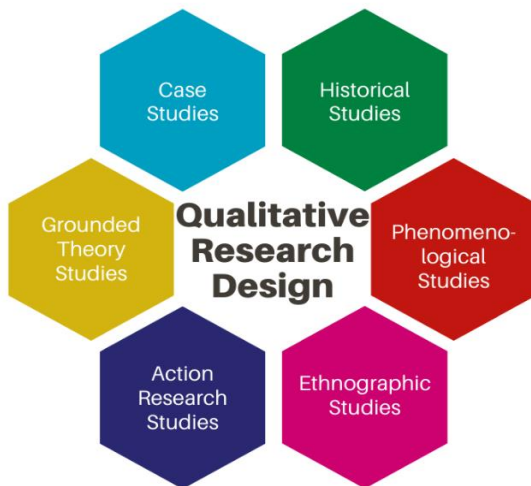 Case
Studies
Historical
Studies
Grounded
Theory
Studies
Qualitative
Research
Design
Phenomeno-
logical
Studies
Action
Research
Studies
Ethnographic
Studies